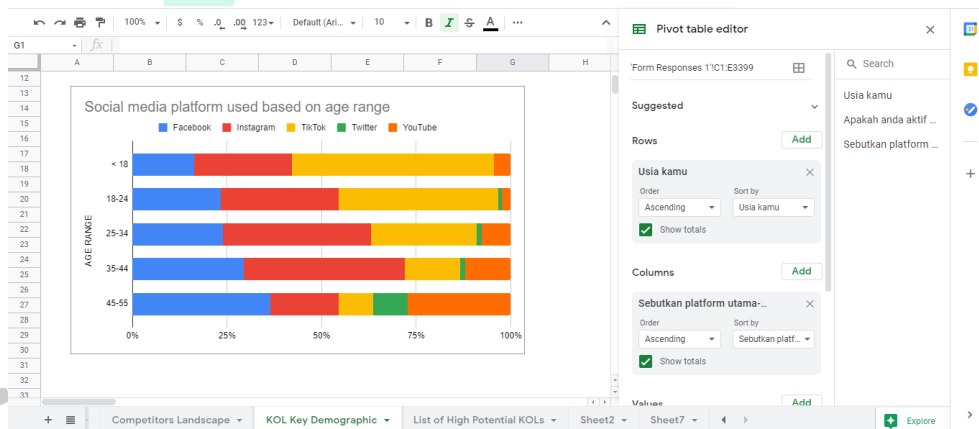 100%
$
%
.0
.00
123
Default (Ari...
10
B
I
S
A
G1
fx
Pivot table editor
'Form Responses 1'!C1:E3399
Search
Suggested
Usia kamu
Apakah anda aktif ...
Sebutkan platform ...
Rows
Add
Usia kamu
Order
Sort by
Ascending
Usia kamu
Show totals
Columns
Add
Sebutkan platform utama-...
Order
Sort by
Ascending
Sebutkan platf...
Show totals
Values
Add
A B C D E F G H
12
13
14
15
16
17
18
19
20
21
22
23
24
25
26
27
28
29
30
31
32
33
Social media platform used based on age range
Facebook Instagram TikTok Twitter YouTube
AGE RANGE
< 18
18-24
25-34
35-44
45-55
0% 25% 50% 75% 100%
Competitors Landscape
KOL Key Demographic
List of High Potential KOLs
Sheet2
Sheet7
Explore
31